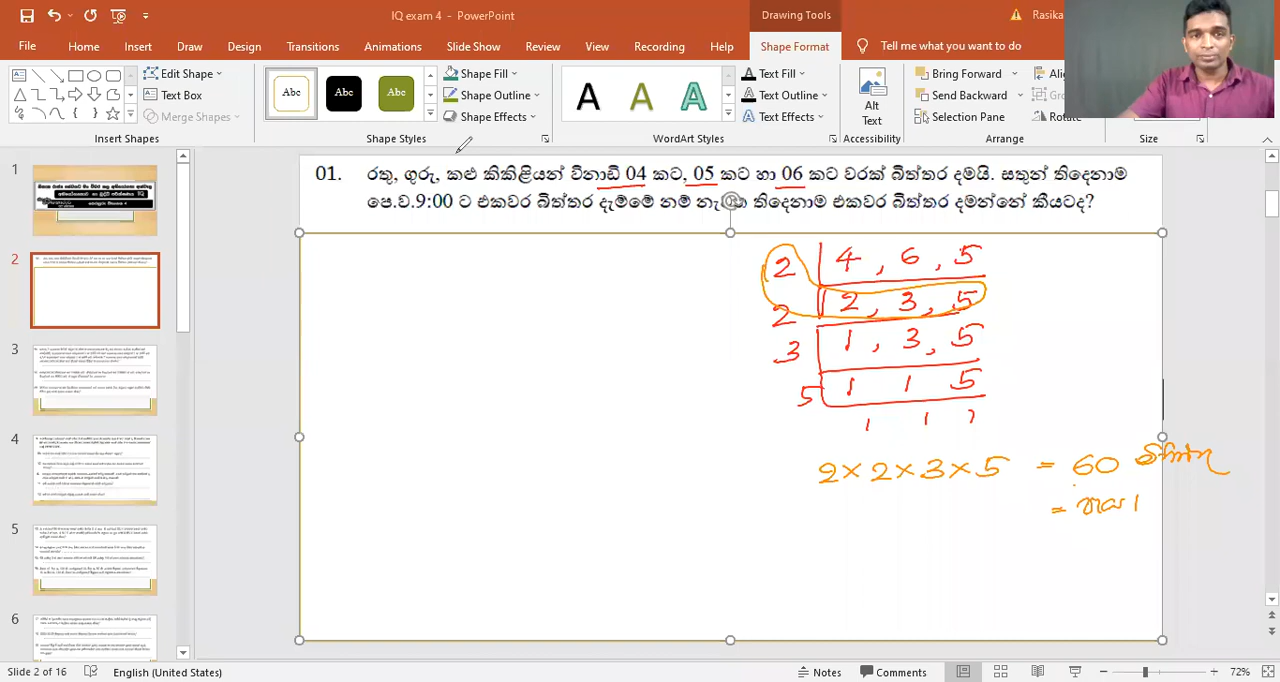 IQ exam 4 - PowerPoint
Drawing Tools
Rasika
File Home Insert Draw Design Transitions Animations Slide Show Review View Recording Help Shape Format Tell me what you want to do
Edit Shape
Text Box
Merge Shapes
Insert Shapes
Abc Abc Abc
Shape Fill
Shape Outline
Shape Effects
Shape Styles
A A A
Text Fill
Text Outline
Text Effects
WordArt Styles
Alt
Text
Accessibility
Bring Forward
Send Backward
Selection Pane
Rotate
Arrange
Size
1
2
3
4
5
6
01. රතු, ගුරු, කළු කිකිළියන් විනාඩි 04 කට, 05 කට හා 06 කට වරක් බිත්තර දමයි. සතුන් තිදෙනාම
පෙ.ව.9:00 ට එකවර බිත්තර දැම්මේ නම් තිදෙනාම එකවර බිත්තර දමන්නේ කීයටද?
2 4 , 6 , 5
2 2 , 3 , 5
3 1 , 3 , 5
5 1 1 5
1 1 1
2 × 2 × 3 × 5 = 60
= පැය 1
Slide 2 of 16 English (United States) Notes Comments 72%